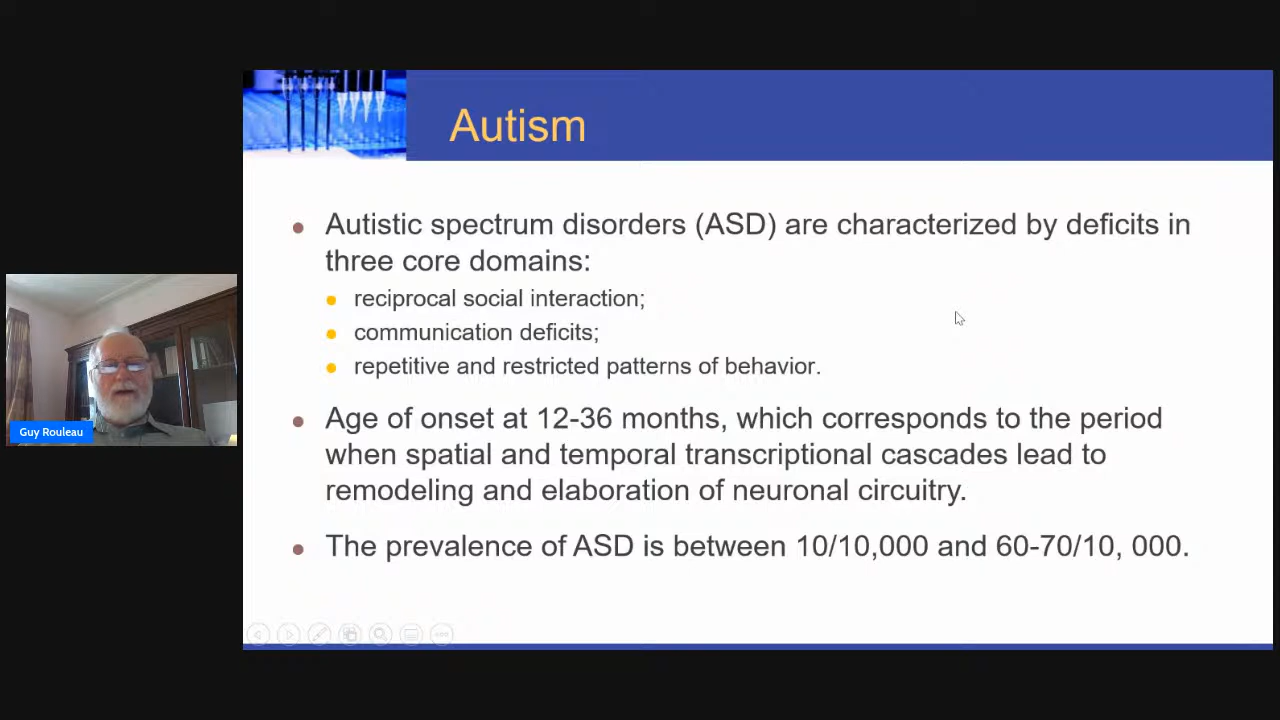 Autism
Autistic spectrum disorders (ASD) are characterized by deficits in
three core domains:
reciprocal social interaction;
communication deficits;
repetitive and restricted patterns of behavior.
Age of onset at 12-36 months, which corresponds to the period
when spatial and temporal transcriptional cascades lead to
remodeling and elaboration of neuronal circuitry.
The prevalence of ASD is between 10/10,000 and 60-70/10, 000.
Guy Rouleau